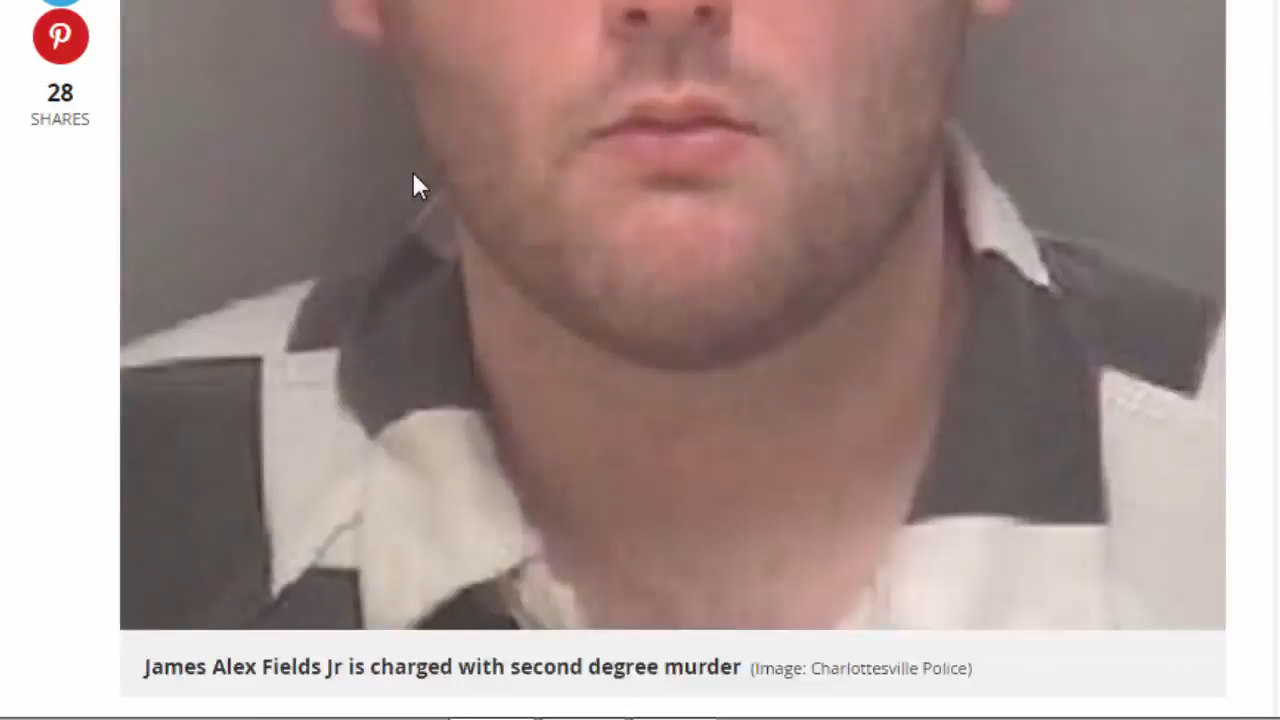 28
SHARES
James Alex Fields Jr is charged with second degree murder (Image: Charlottesville Police)